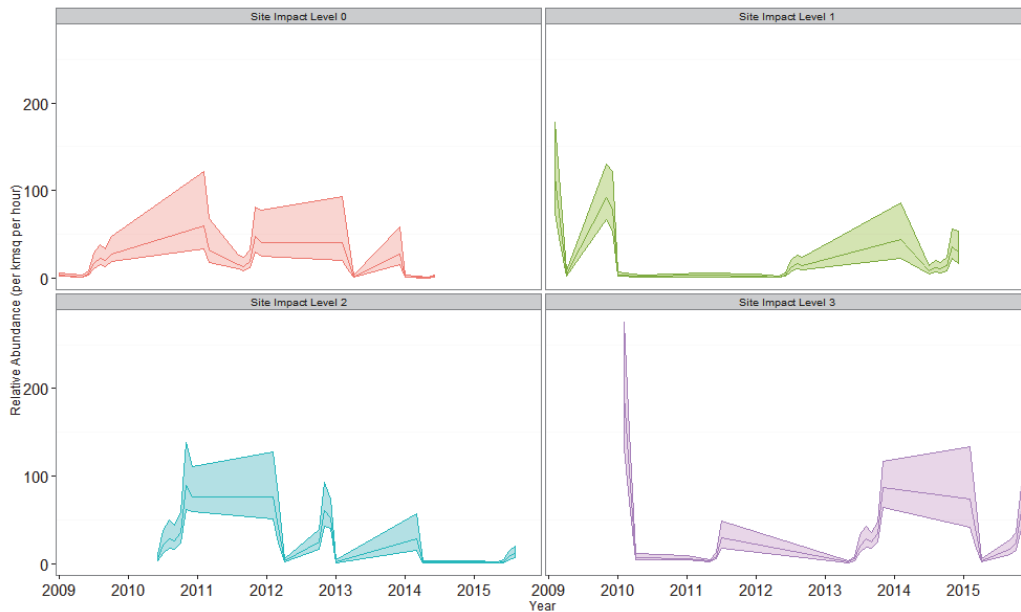 Site Impact Level 0
Site Impact Level 1
200
100
0
Site Impact Level 2
Site Impact Level 3
200
100
0
Relative Abundance (per kmsq per hour)
2009 2010 2011 2012 2013 2014 2015 2009 2010 2011 2012 2013 2014 2015
Year